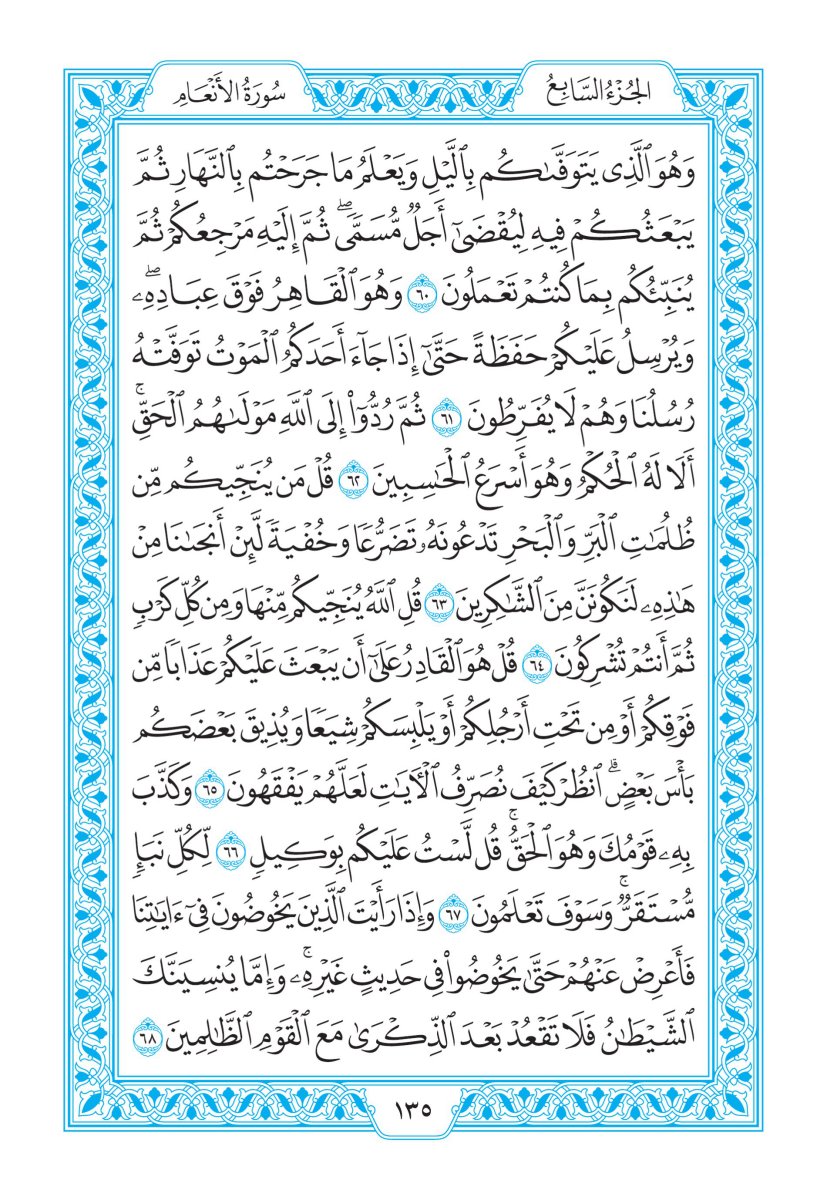 الجُزْءُ السَّابِعُ
سُورَةُ الأَنْعَامِ
وَهُوَ ٱلَّذِى يَتَوَفَّىٰكُم بِٱلَّيْلِ وَيَعْلَمُ مَا جَرَحْتُم بِٱلنَّهَارِ ثُمَّ
يَبْعَثُكُمْ فِيهِ لِيُقْضَىٰٓ أَجَلٌ مُّسَمًّى ۖ ثُمَّ إِلَيْهِ مَرْجِعُكُمْ ثُمَّ
يُنَبِّئُكُم بِمَا كُنتُمْ تَعْمَلُونَ ٦٠ وَهُوَ ٱلْقَاهِرُ فَوْقَ عِبَادِهِۦ ۖ
وَيُرْسِلُ عَلَيْكُمْ حَفَظَةً حَتَّىٰٓ إِذَا جَآءَ أَحَدَكُمُ ٱلْمَوْتُ تَوَفَّتْهُ
رُسُلُنَا وَهُمْ لَا يُفَرِّطُونَ ٦١ ثُمَّ رُدُّوٓا۟ إِلَى ٱللَّهِ مَوْلَىٰهُمُ ٱلْحَقِّ ۚ
أَلَا لَهُ ٱلْحُكْمُ وَهُوَ أَسْرَعُ ٱلْحَـٰسِبِينَ ٦٢ قُلْ مَن يُنَجِّيكُم مِّن
ظُلُمَـٰتِ ٱلْبَرِّ وَٱلْبَحْرِ تَدْعُونَهُۥ تَضَرُّعًا وَخُفْيَةً لَّئِنْ أَنجَىٰنَا مِنْ
هَـٰذِهِۦ لَنَكُونَنَّ مِنَ ٱلشَّـٰكِرِينَ ٦٣ قُلِ ٱللَّهُ يُنَجِّيكُم مِّنْهَا وَمِن كُلِّ كَرْبٍ
ثُمَّ أَنتُمْ تُشْرِكُونَ ٦٤ قُلْ هُوَ ٱلْقَادِرُ عَلَىٰٓ أَن يَبْعَثَ عَلَيْكُمْ عَذَابًا مِّن
فَوْقِكُمْ أَوْ مِن تَحْتِ أَرْجُلِكُمْ أَوْ يَلْبِسَكُمْ شِيَعًا وَيُذِيقَ بَعْضَكُم
بَأْسَ بَعْضٍ ۗ ٱنظُرْ كَيْفَ نُصَرِّفُ ٱلْـَٔايَـٰتِ لَعَلَّهُمْ يَفْقَهُونَ ٦٥ وَكَذَّبَ
بِهِۦ قَوْمُكَ وَهُوَ ٱلْحَقُّ ۚ قُل لَّسْتُ عَلَيْكُم بِوَكِيلٍ ٦٦ لِّكُلِّ نَبَإٍ
مُّسْتَقَرٌّ ۚ وَسَوْفَ تَعْلَمُونَ ٦٧ وَإِذَا رَأَيْتَ ٱلَّذِينَ يَخُوضُونَ فِىٓ ءَايَـٰتِنَا
فَأَعْرِضْ عَنْهُمْ حَتَّىٰ يَخُوضُوا۟ فِى حَدِيثٍ غَيْرِهِۦ ۚ وَإِمَّا يُنسِيَنَّكَ
ٱلشَّيْطَـٰنُ فَلَا تَقْعُدْ بَعْدَ ٱلذِّكْرَىٰ مَعَ ٱلْقَوْمِ ٱلظَّـٰلِمِينَ ٦٨
١٣٥